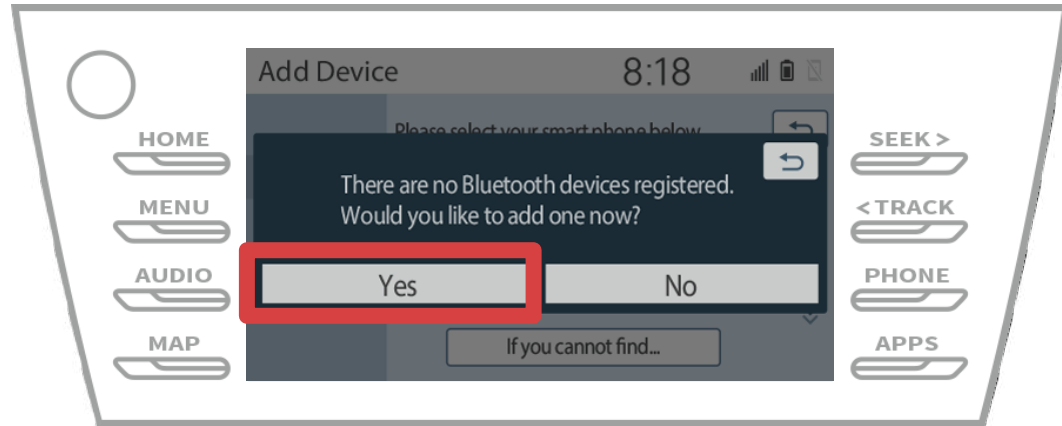 Add Device
8:18
Please select your smart phone below
There are no Bluetooth devices registered.
Would you like to add one now?
Yes
No
If you cannot find...
HOME
MENU
AUDIO
MAP
SEEK >
< TRACK
PHONE
APPS